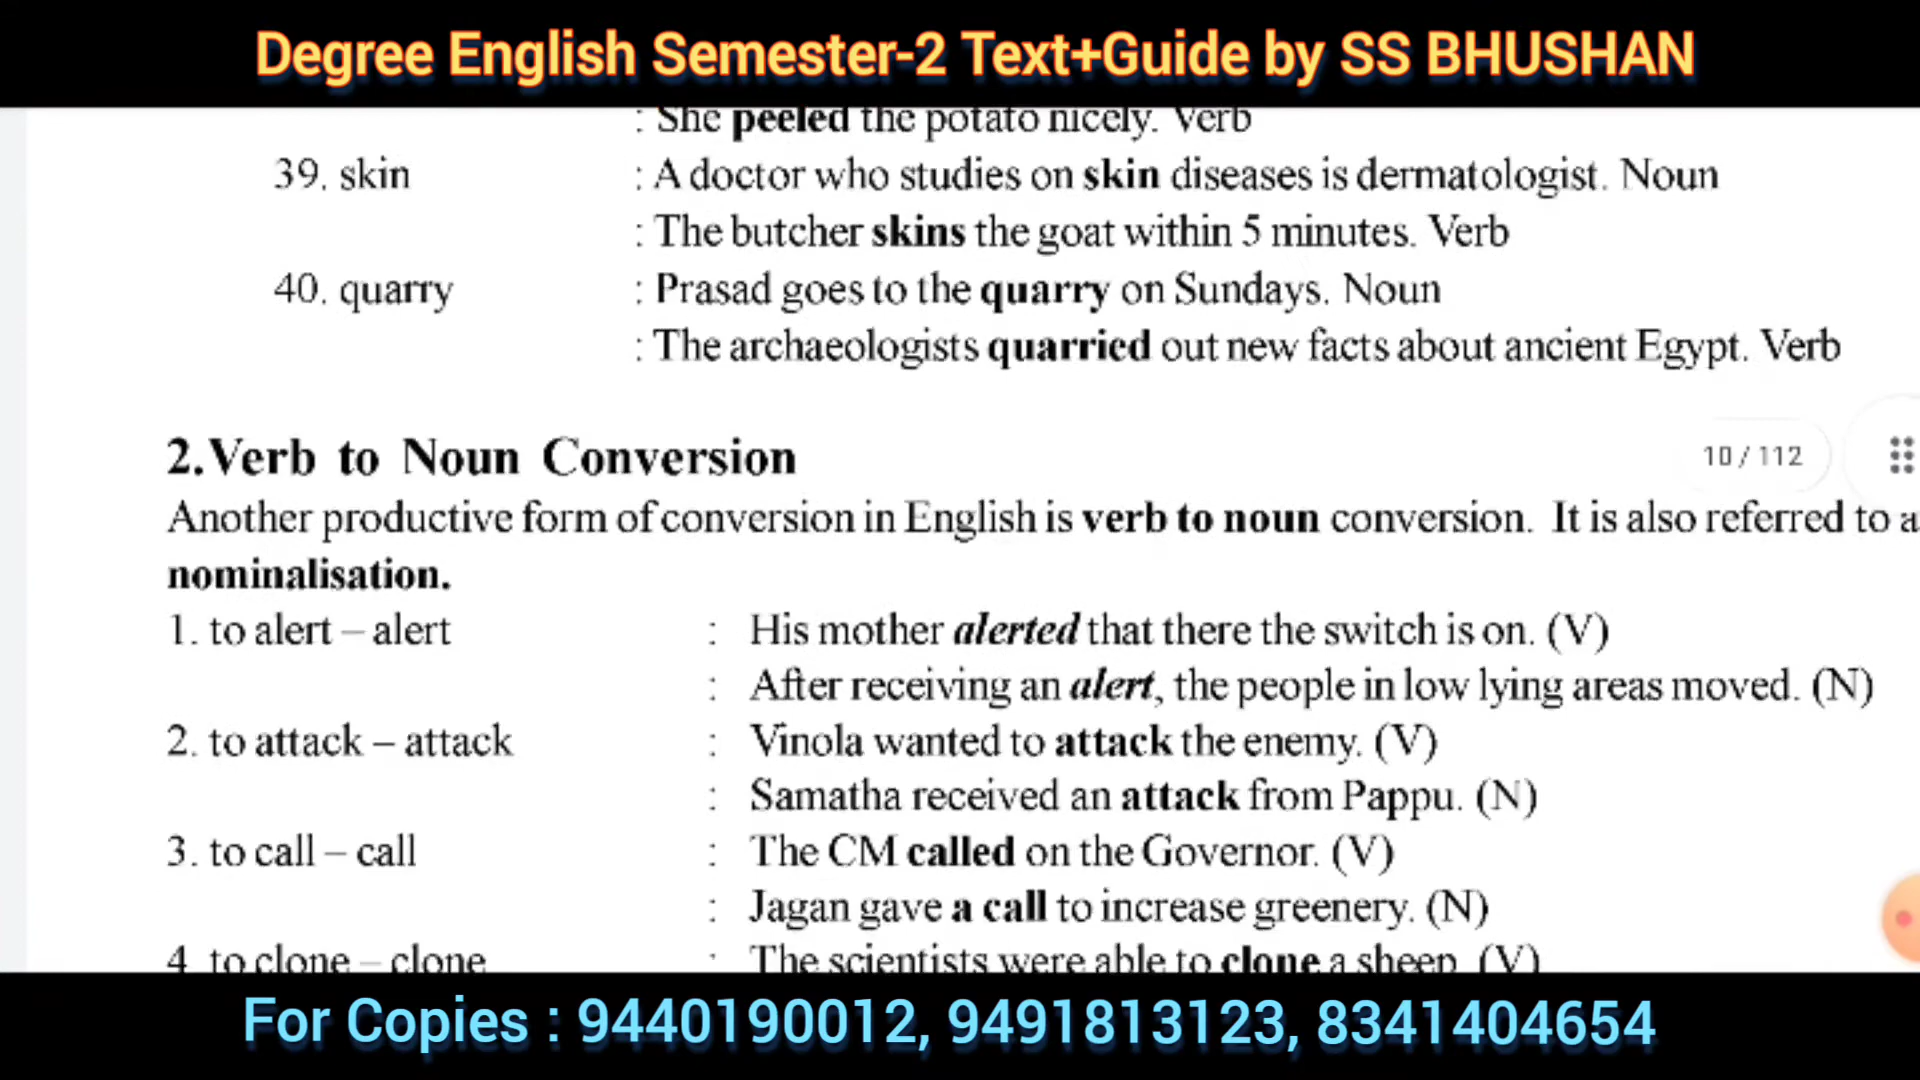 Degree English Semester-2 Text+Guide by SS BHUSHAN
: She peeled the potato nicely. Verb
39. skin : A doctor who studies on skin diseases is dermatologist. Noun
: The butcher skins the goat within 5 minutes. Verb
40. quarry : Prasad goes to the quarry on Sundays. Noun
: The archaeologists quarried out new facts about ancient Egypt. Verb
2.Verb to Noun Conversion
10 / 112
Another productive form of conversion in English is verb to noun conversion. It is also referred to a
nominalisation.
1. to alert – alert : His mother alerted that there the switch is on. (V)
: After receiving an alert, the people in low lying areas moved. (N)
2. to attack – attack : Vinola wanted to attack the enemy. (V)
: Samatha received an attack from Pappu. (N)
3. to call – call : The CM called on the Governor. (V)
: Jagan gave a call to increase greenery. (N)
4 to clone – clone : The scientists were able to clone a sheep (V)
For Copies : 9440190012, 9491813123, 8341404654